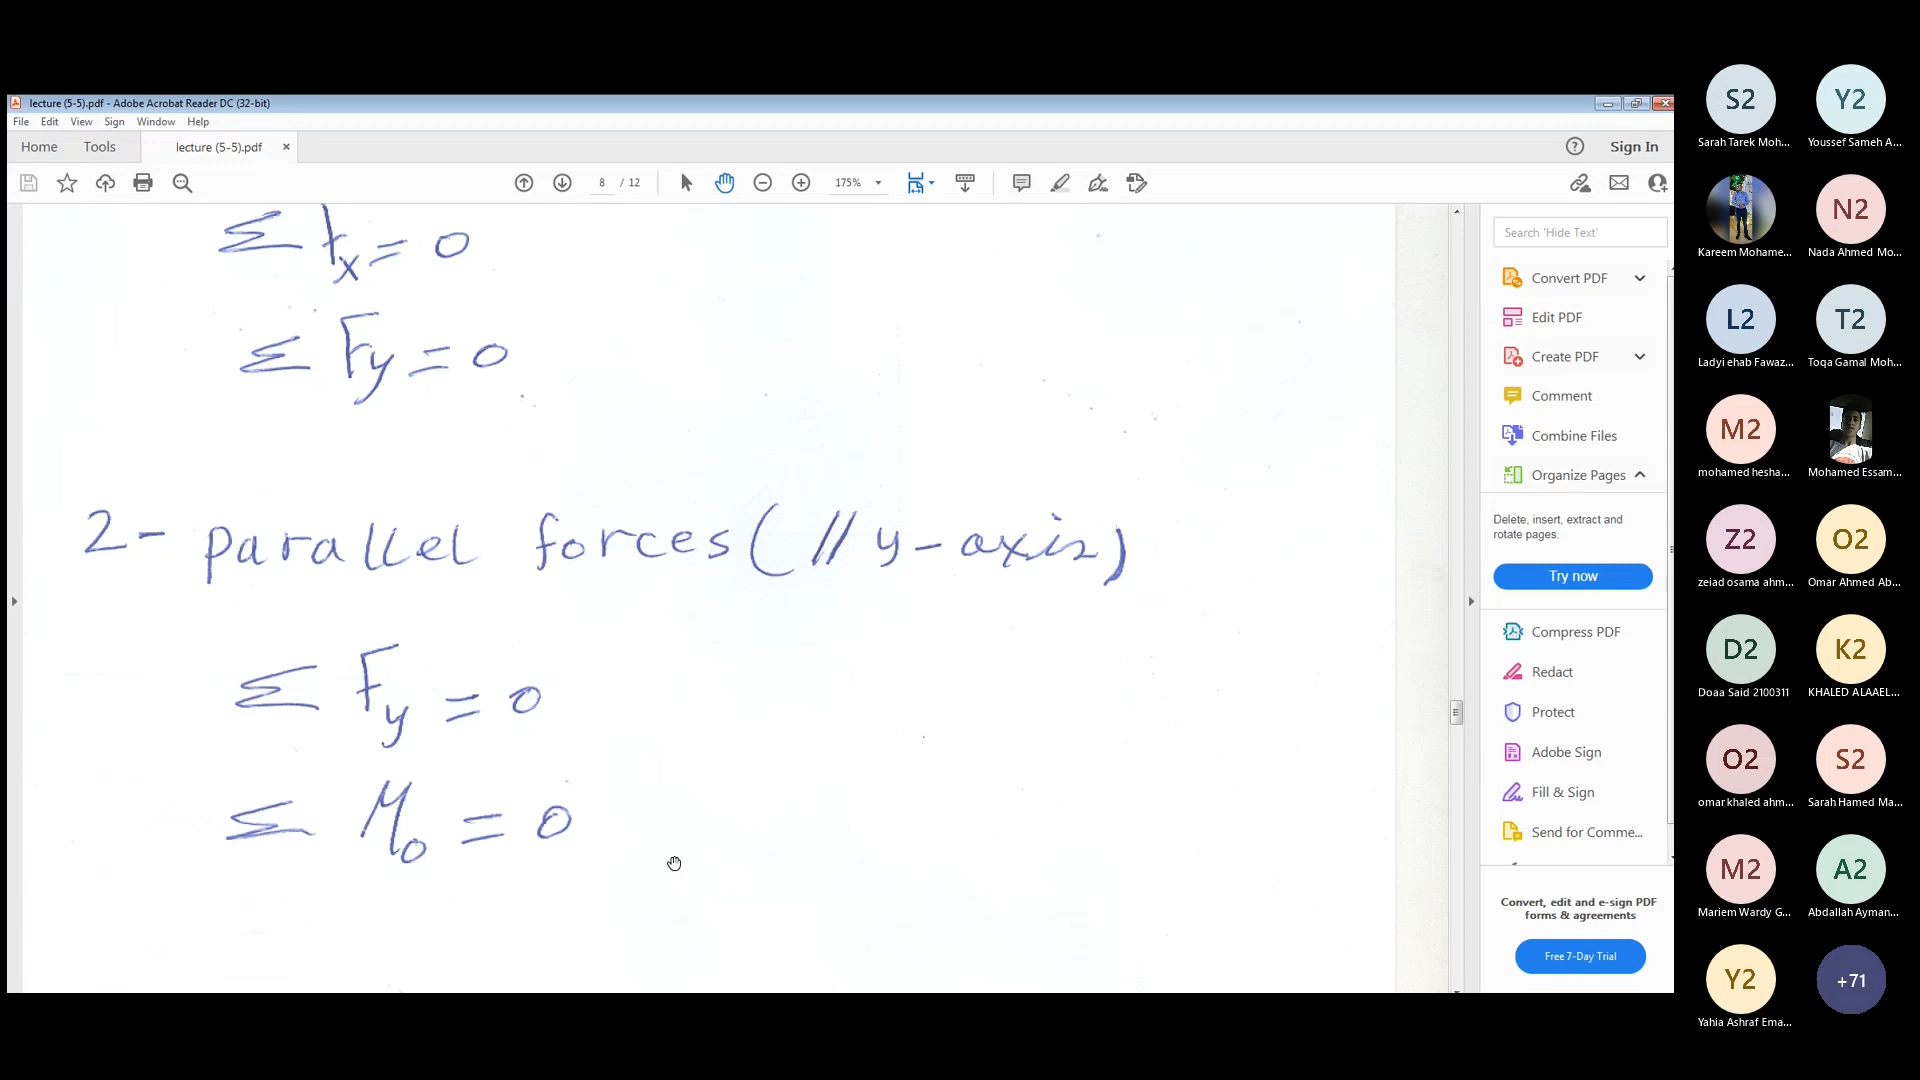 lecture (5-5).pdf - Adobe Acrobat Reader DC (32-bit)
File Edit View Sign Window Help
Home Tools lecture (5-5).pdf × Sign In
8 / 12 175%
Σ Fx = 0
Σ Fy = 0
2- parallel forces ( // y-axis)
Σ Fy = 0
Σ Mo = 0
Search 'Hide Text'
Convert PDF
Edit PDF
Create PDF
Comment
Combine Files
Organize Pages
Delete, insert, extract and
rotate pages.
Try now
Compress PDF
Redact
Protect
Adobe Sign
Fill & Sign
Send for Comme...
Convert, edit and e-sign PDF
forms & agreements
Free 7-Day Trial
S2 Y2
Sarah Tarek Moh... Youssef Sameh A...
N2
Kareem Mohame... Nada Ahmed Mo...
L2 T2
Ladyi ehab Fawaz... Toqa Gamal Moh...
M2
mohamed hesha... Mohamed Essam...
Z2 O2
zeiad osama ahm... Omar Ahmed Ab...
D2 K2
Doaa Said 2100311 KHALED ALAAEL...
O2 S2
omar khaled ahm... Sarah Hamed Ma...
M2 A2
Mariem Wardy G... Abdallah Ayman...
Y2 +71
Yahia Ashraf Ema...